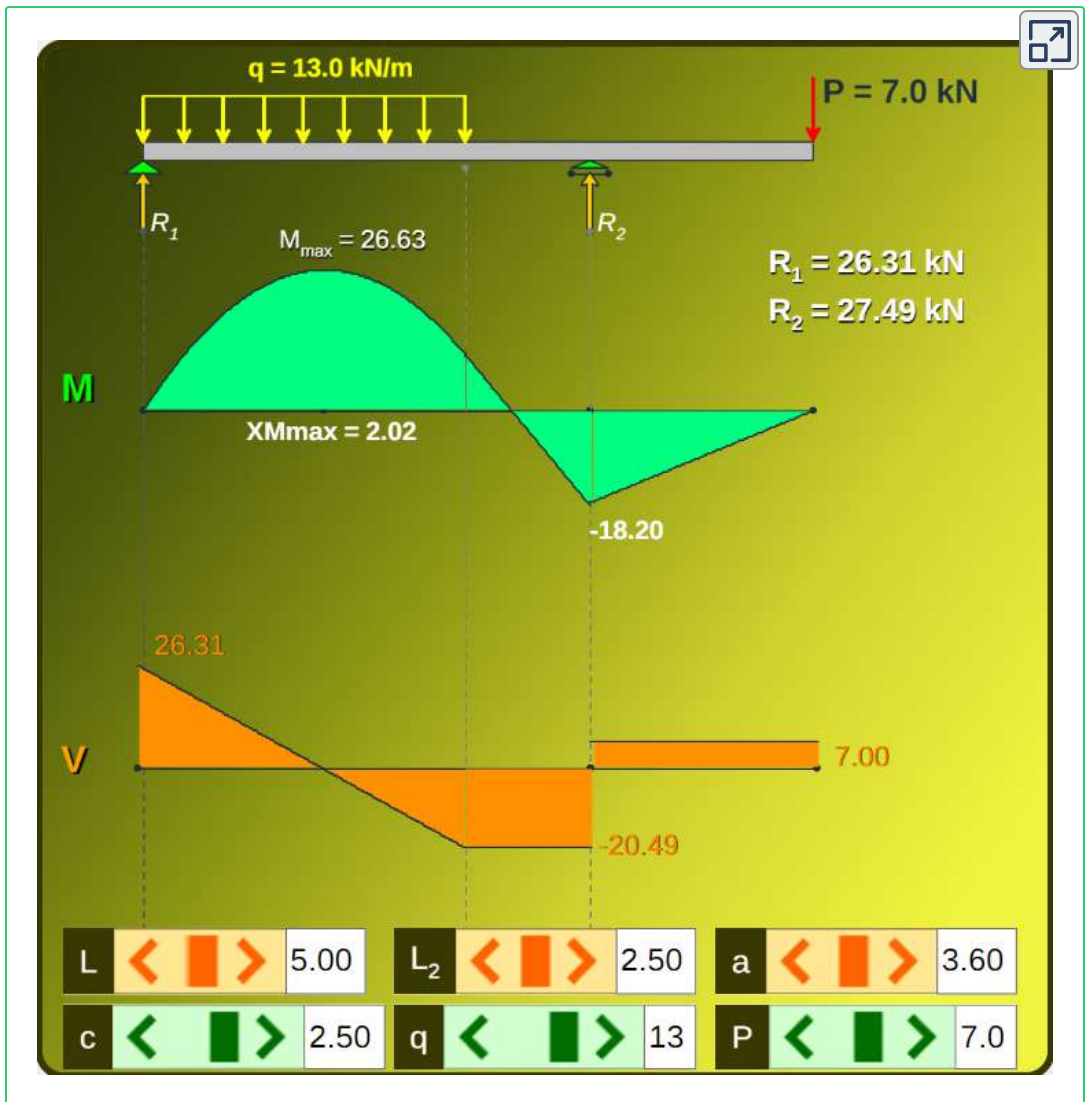 q = 13.0 kN/m
P = 7.0 kN
R1
R2
Mmax = 26.63
R1 = 26.31 kN
R2 = 27.49 kN
M
XMmax = 2.02
-18.20
26.31
V
7.00
-20.49
L 5.00 L2 2.50 a 3.60
c 2.50 q 13 P 7.0